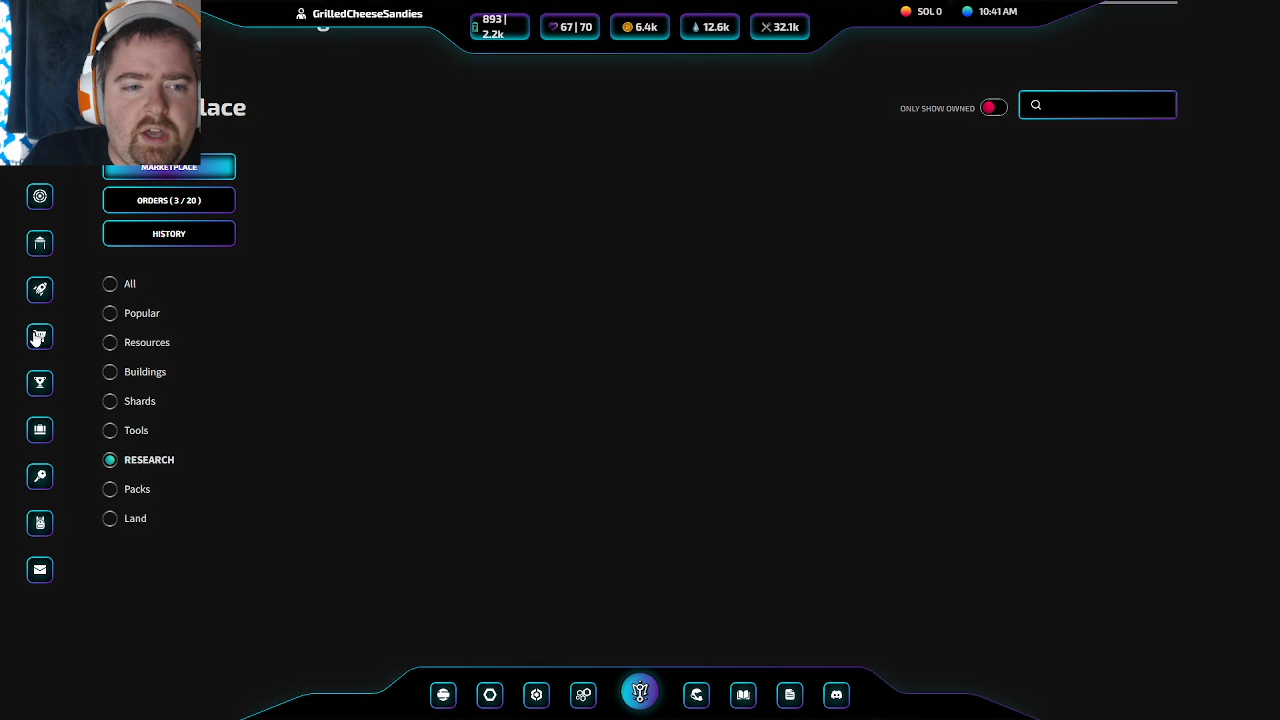 GrilledCheeseSandies
893 |
2.2k
67 | 70
6.4k
12.6k
32.1k
SOL 0
10:41 AM
lace
ONLY SHOW OWNED
MARKETPLACE
ORDERS ( 3 / 20 )
HISTORY
All
Popular
Resources
Buildings
Shards
Tools
RESEARCH
Packs
Land